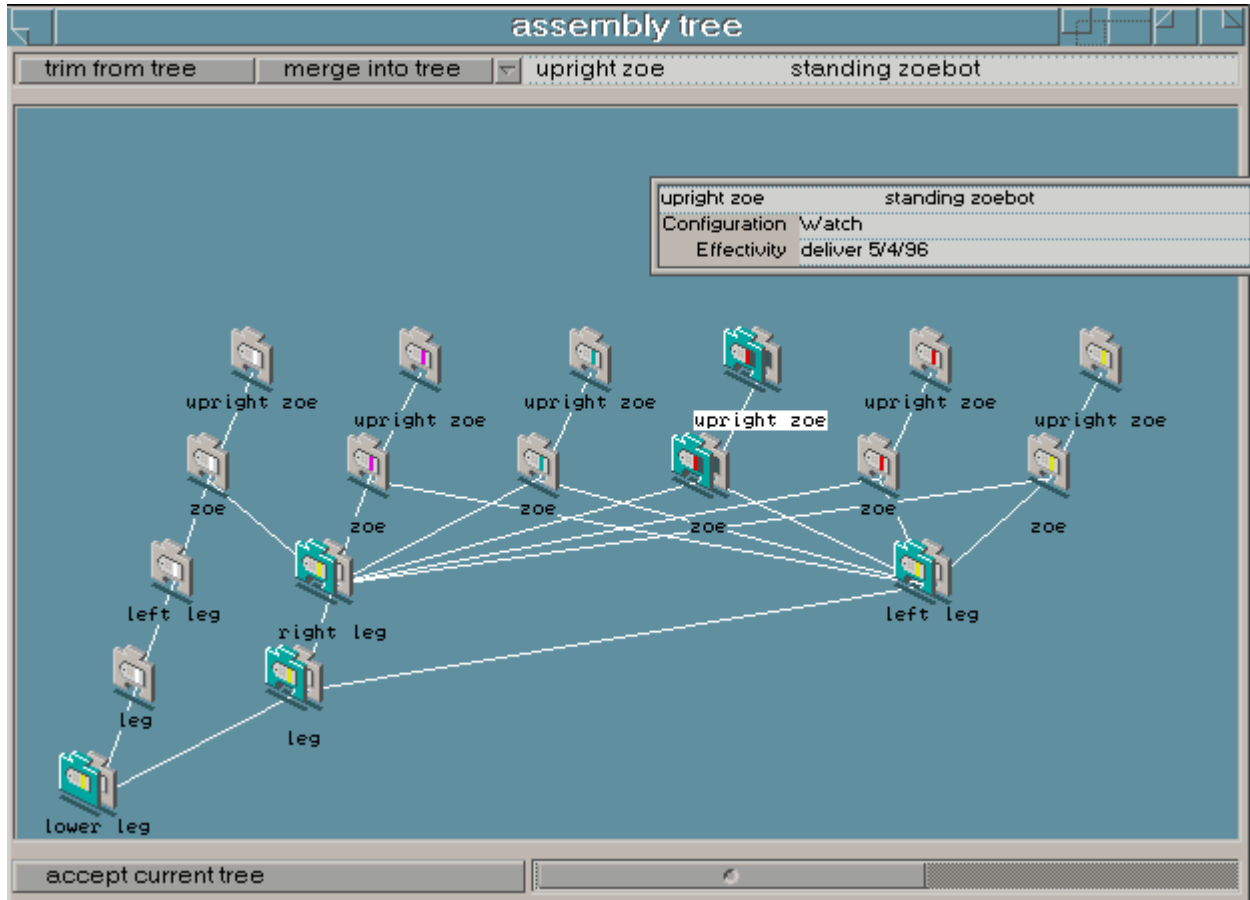 assembly tree
trim from tree merge into tree upright zoe standing zoebot
upright zoe standing zoebot
Configuration Watch
Effectivity deliver 5/4/96
upright zoe upright zoe upright zoe upright zoe upright zoe upright zoe
zoe zoe zoe zoe zoe zoe
left leg right leg left leg
leg leg
lower leg
accept current tree